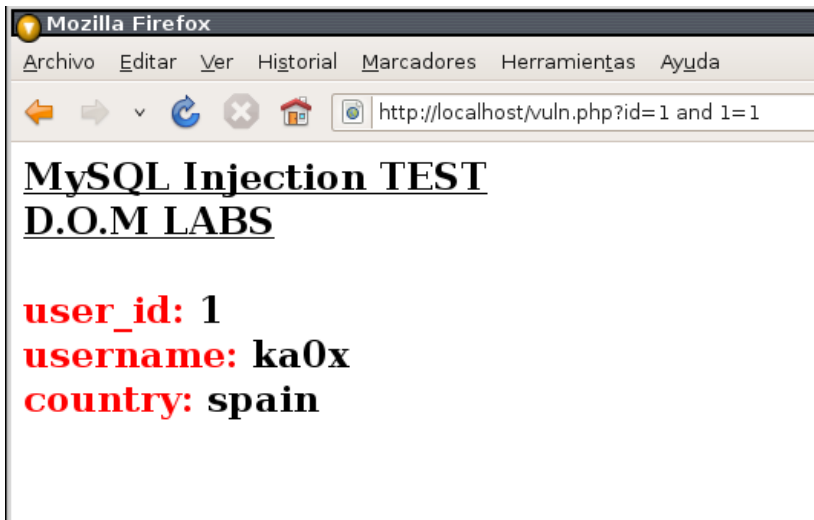 Mozilla Firefox
Archivo Editar Ver Historial Marcadores Herramientas Ayuda
http://localhost/vuln.php?id=1 and 1=1
MySQL Injection TEST
D.O.M LABS
user_id: 1
username: ka0x
country: spain